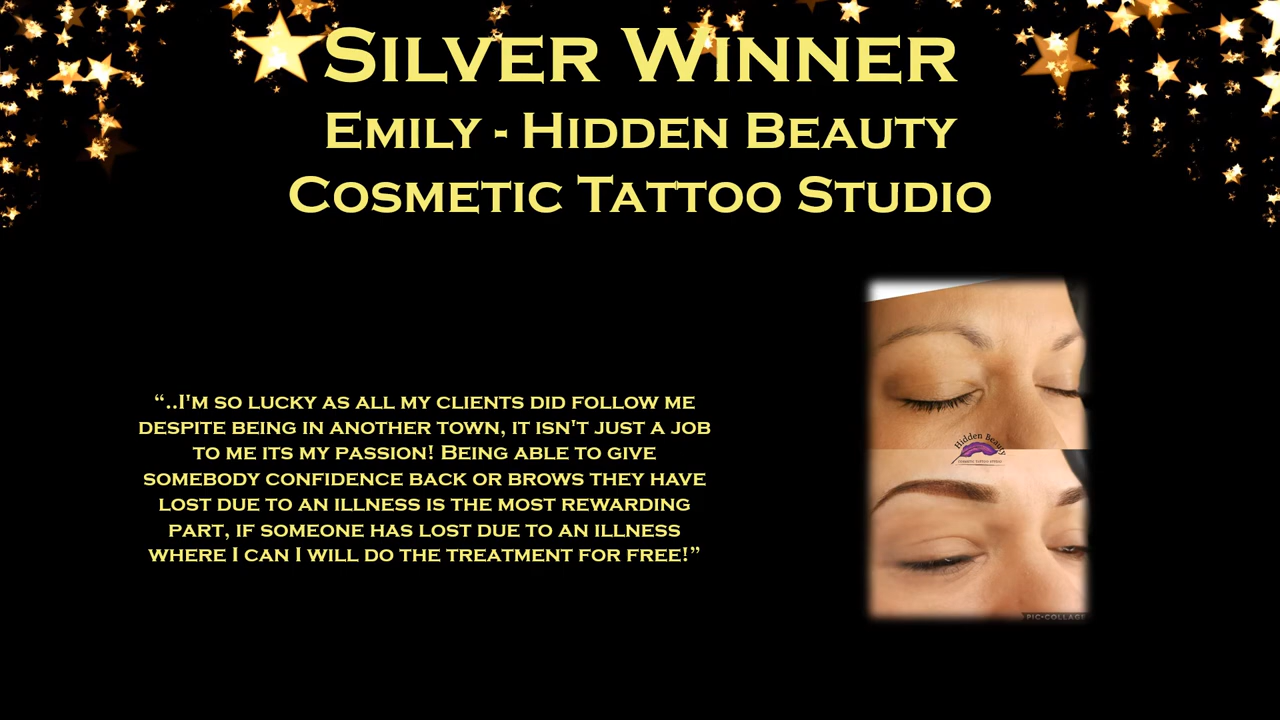 Silver Winner
Emily - Hidden Beauty
Cosmetic Tattoo Studio
“..I'm so lucky as all my clients did follow me
despite being in another town, it isn't just a job
to me its my passion! Being able to give
somebody confidence back or brows they have
lost due to an illness is the most rewarding
part, if someone has lost due to an illness
where I can I will do the treatment for free!”
Hidden Beauty
COSMETIC TATTOO STUDIO
PIC•COLLAGE